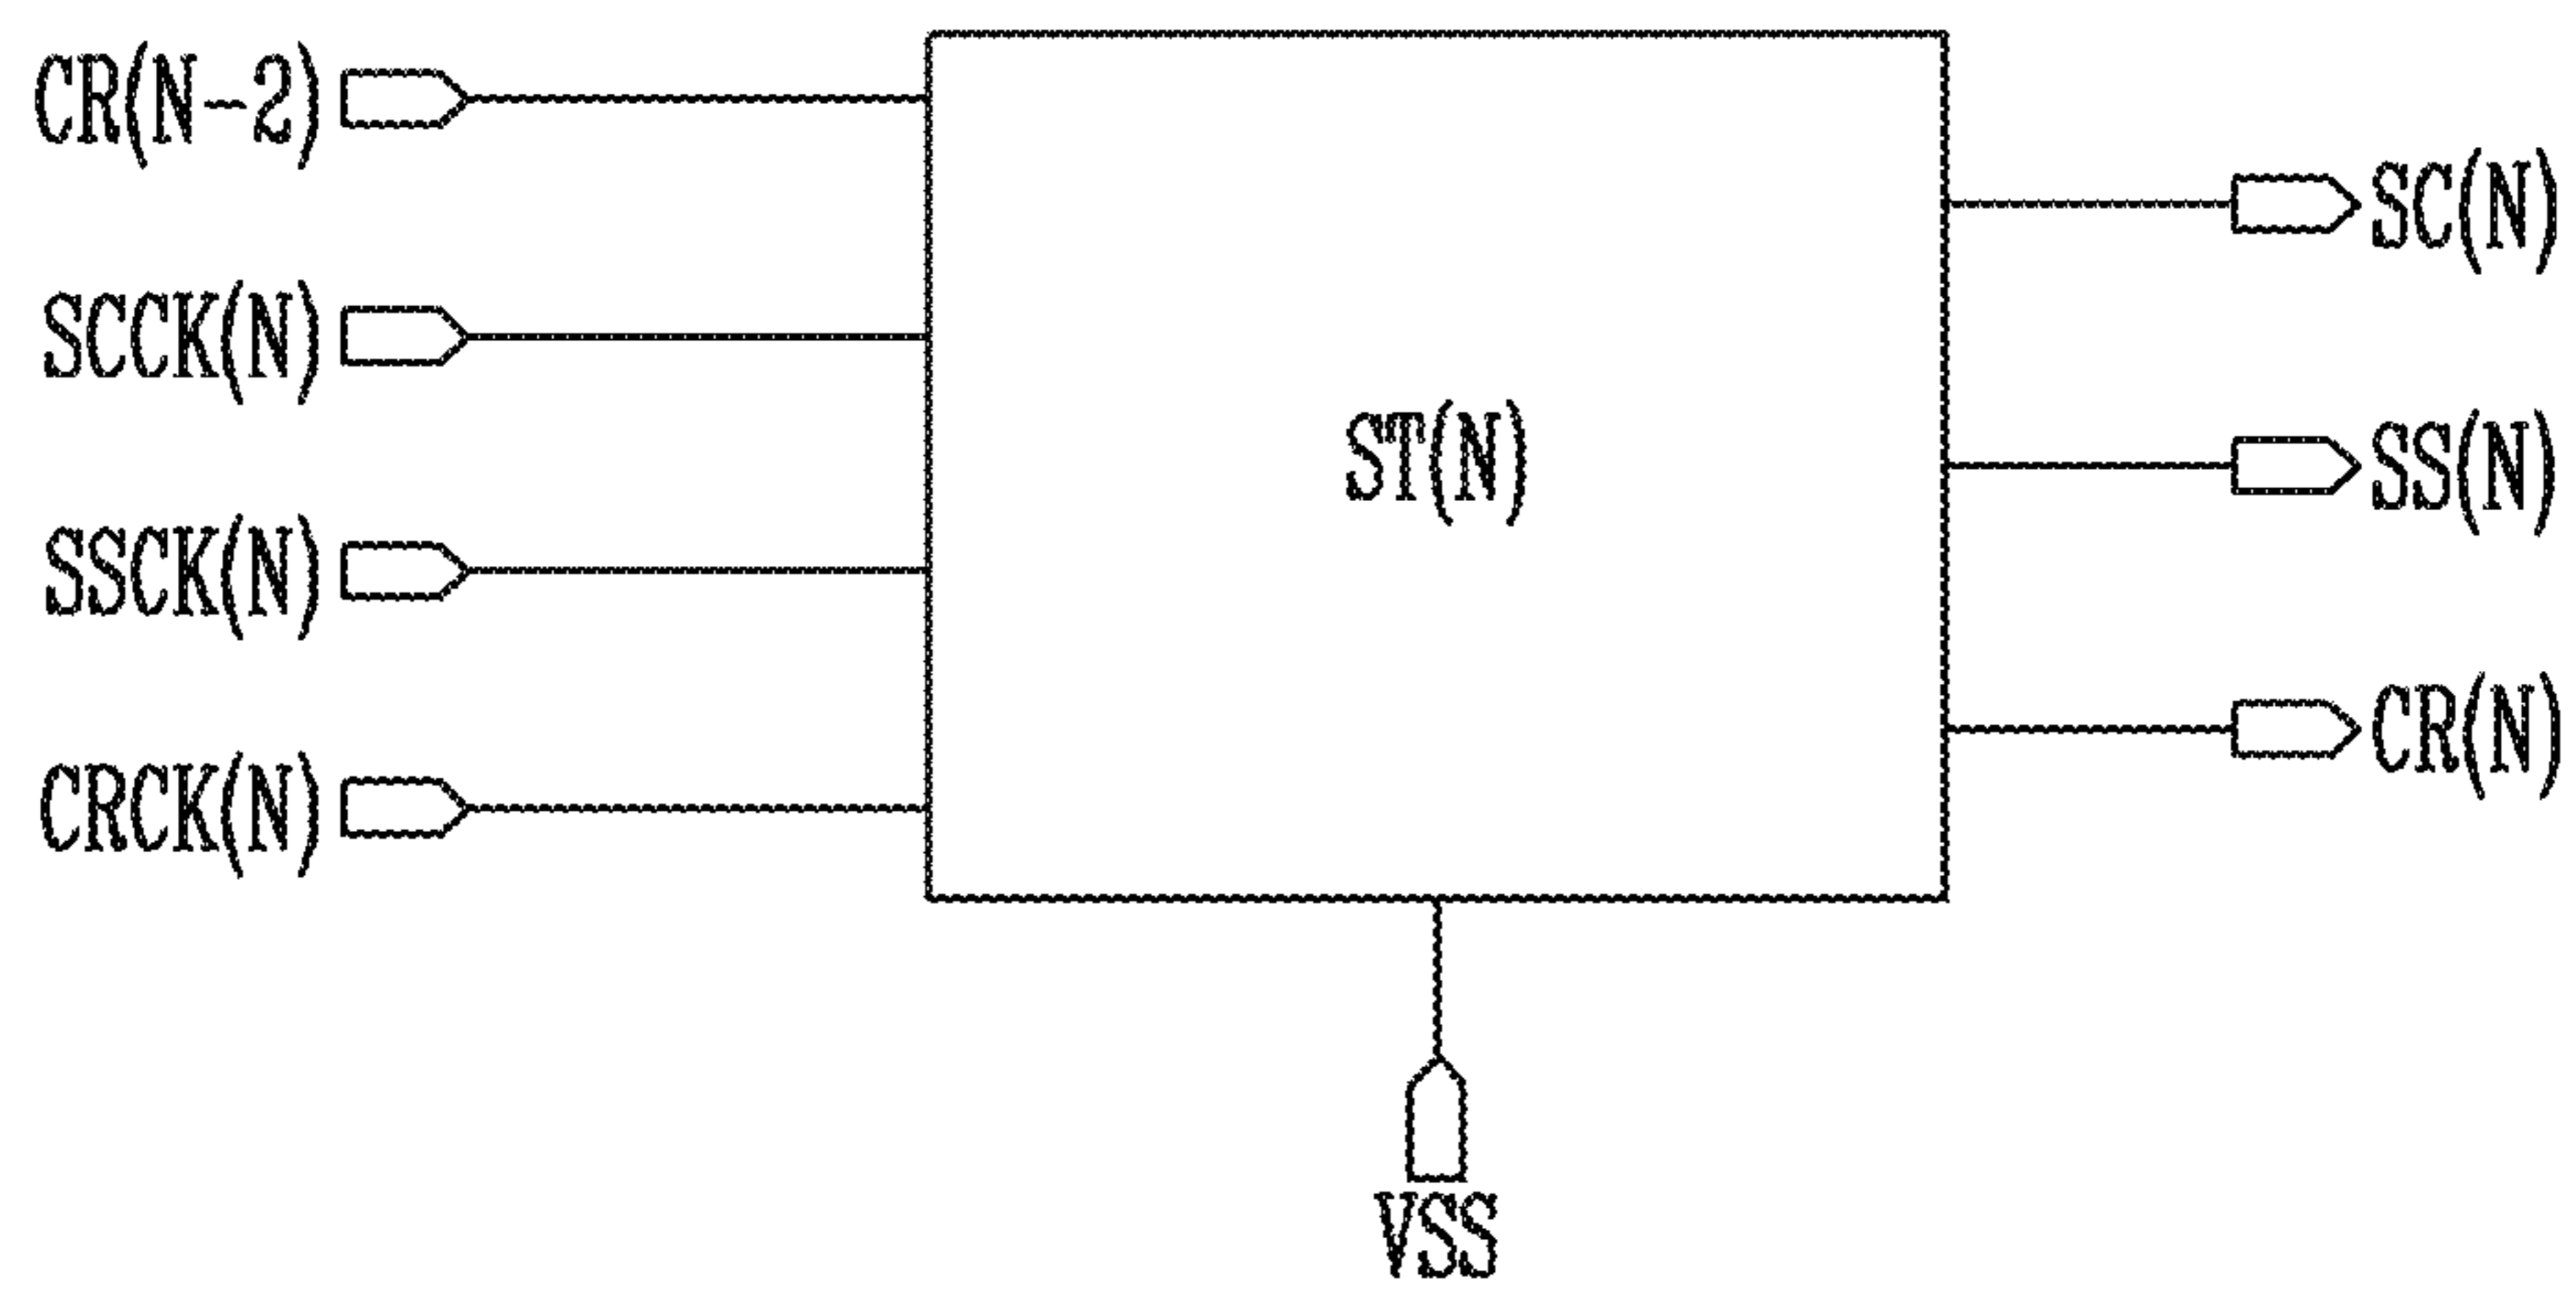 CR(N-2)
SCCK(N)
SSCK(N)
CRCK(N)
ST(N)
SC(N)
SS(N)
CR(N)
VSS